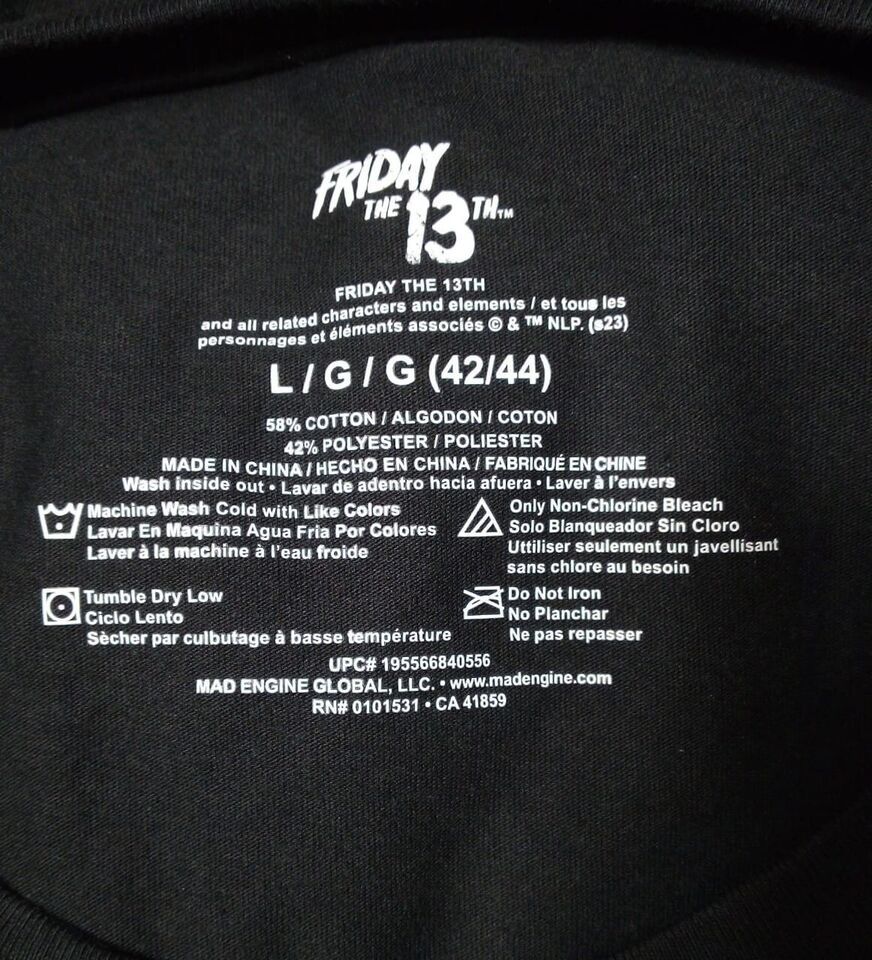 FRIDAY
THE 13TH™
FRIDAY THE 13TH
and all related characters and elements / et tous les
personnages et éléments associés © & ™ NLP. (s23)
L / G / G (42/44)
58% COTTON / ALGODON / COTON
42% POLYESTER / POLIESTER
MADE IN CHINA / HECHO EN CHINA / FABRIQUÉ EN CHINE
Wash inside out • Lavar de adentro hacia afuera • Laver à l'envers
Machine Wash Cold with Like Colors
Lavar En Maquina Agua Fria Por Colores
Laver à la machine à l'eau froide
Only Non-Chlorine Bleach
Solo Blanqueador Sin Cloro
Uttiliser seulement un javellisant
sans chlore au besoin
Tumble Dry Low
Ciclo Lento
Sècher par culbutage à basse température
Do Not Iron
No Planchar
Ne pas repasser
UPC# 195566840556
MAD ENGINE GLOBAL, LLC. • www.madengine.com
RN# 0101531 • CA 41859